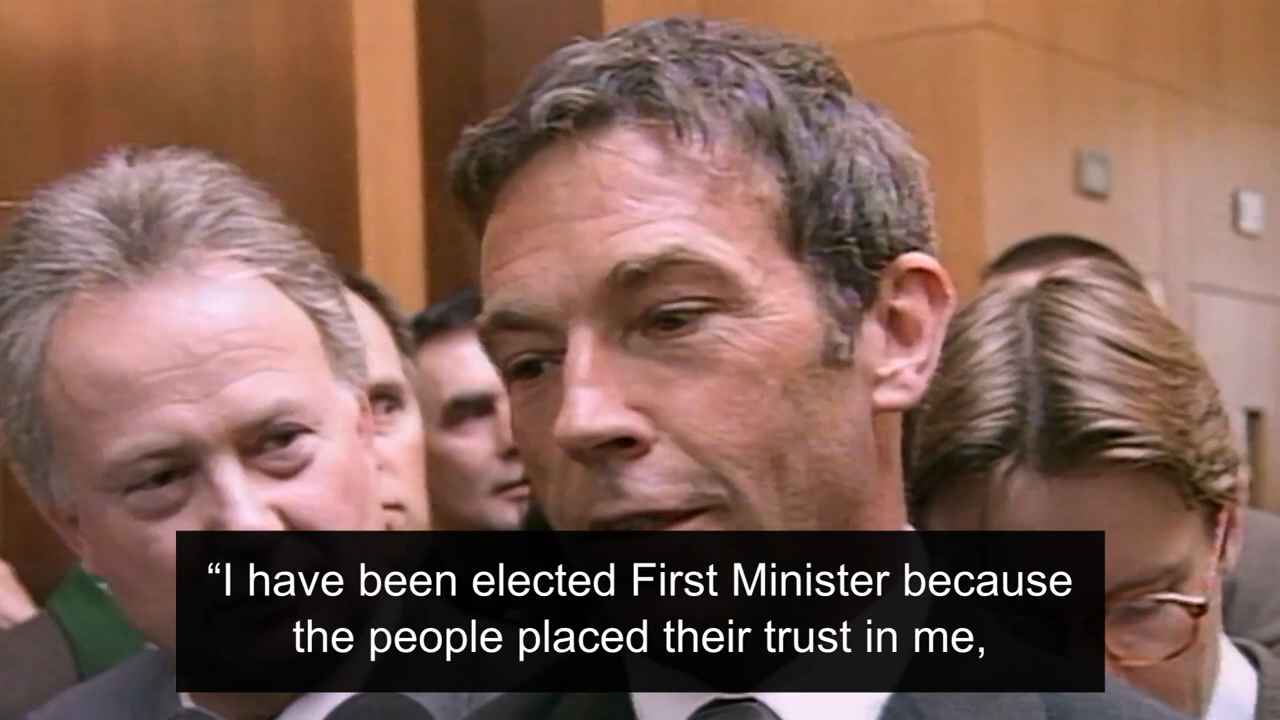 “I have been elected First Minister because
the people placed their trust in me,